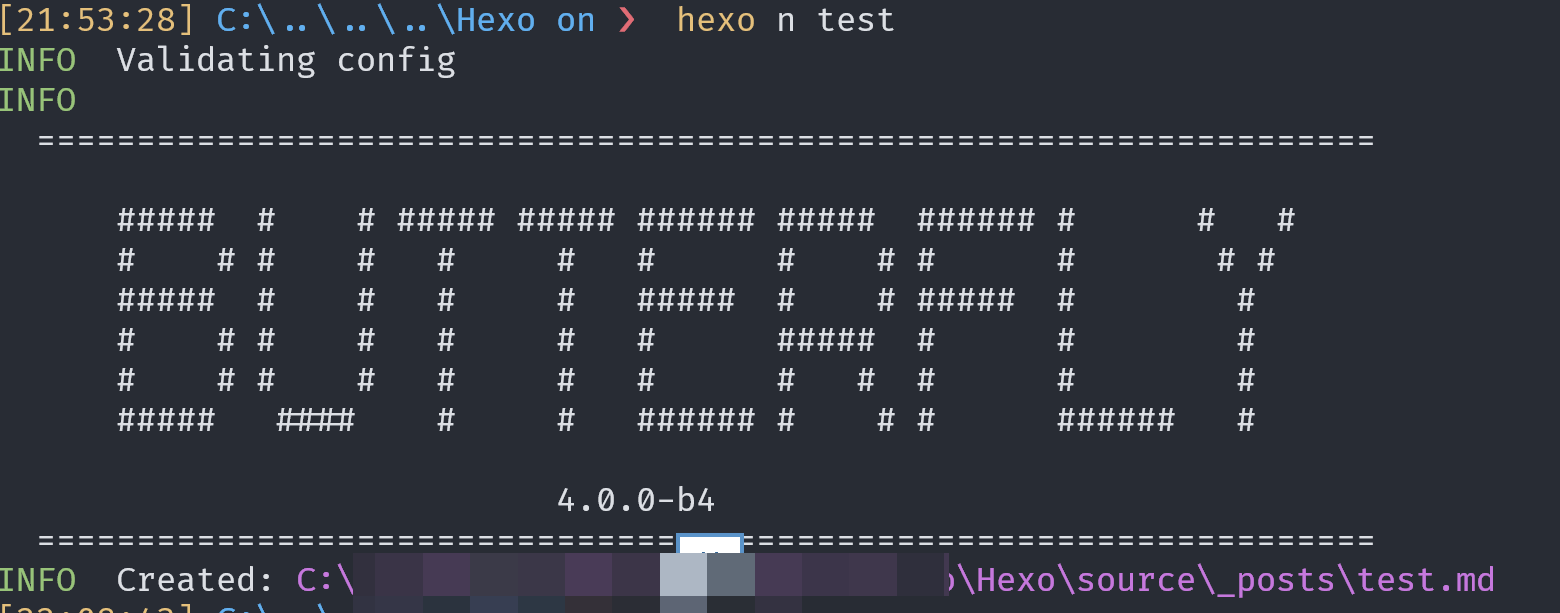 [21:53:28] C:\..\..\..\Hexo on ❯  hexo n test
INFO  Validating config
INFO
  ===================================================================

      #####  #    # ##### ##### ###### #####  ###### #      #   #
      #    # #    #   #     #   #      #    # #      #       # #
      #####  #    #   #     #   #####  #    # #####  #        #
      #    # #    #   #     #   #      #####  #      #        #
      #    # #    #   #     #   #      #   #  #      #        #
      #####   ####    #     #   ###### #    # #      ######   #

                            4.0.0-b4
  ===================================================================
INFO  Created: C:\ \Hexo\source\_posts\test.md